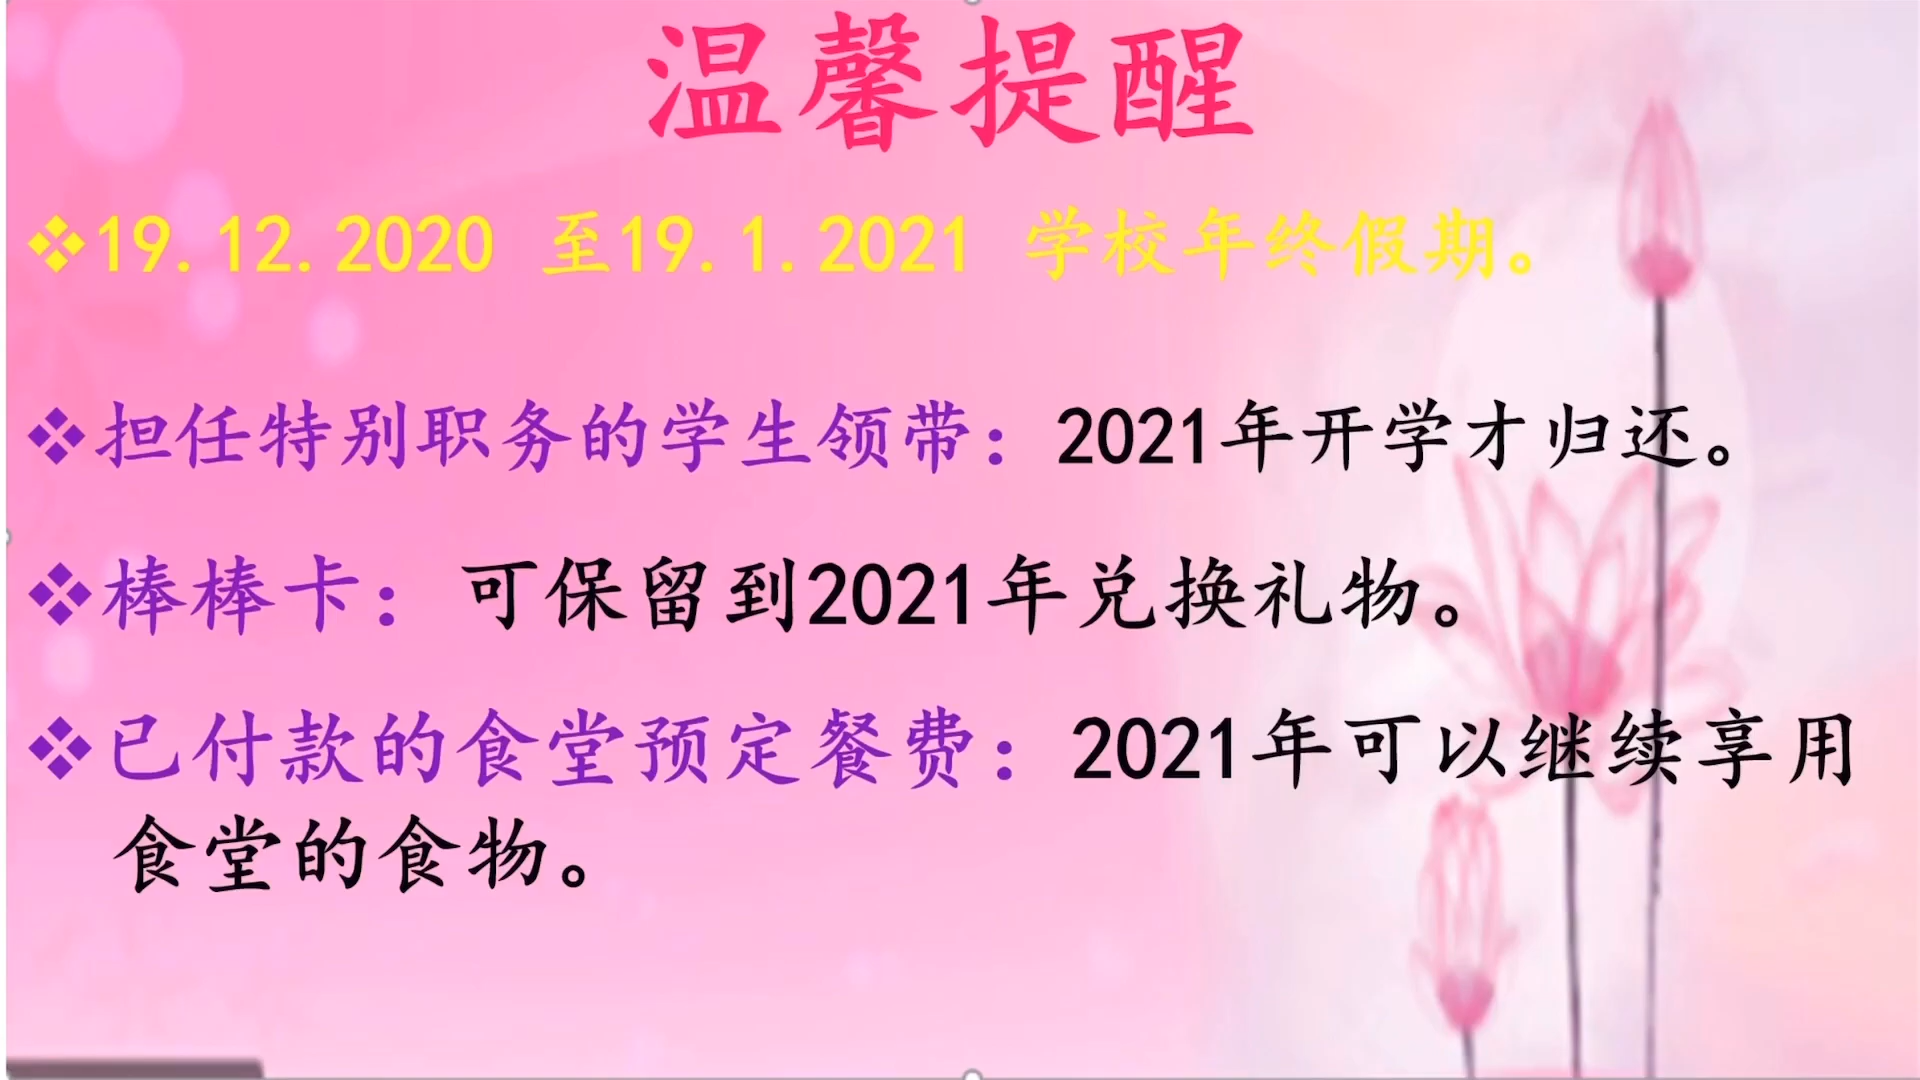 温馨提醒
❖19.12.2020 至19.1.2021 学校年终假期。
❖担任特别职务的学生领带：2021年开学才归还。
❖棒棒卡：可保留到2021年兑换礼物。
❖已付款的食堂预定餐费：2021年可以继续享用
食堂的食物。